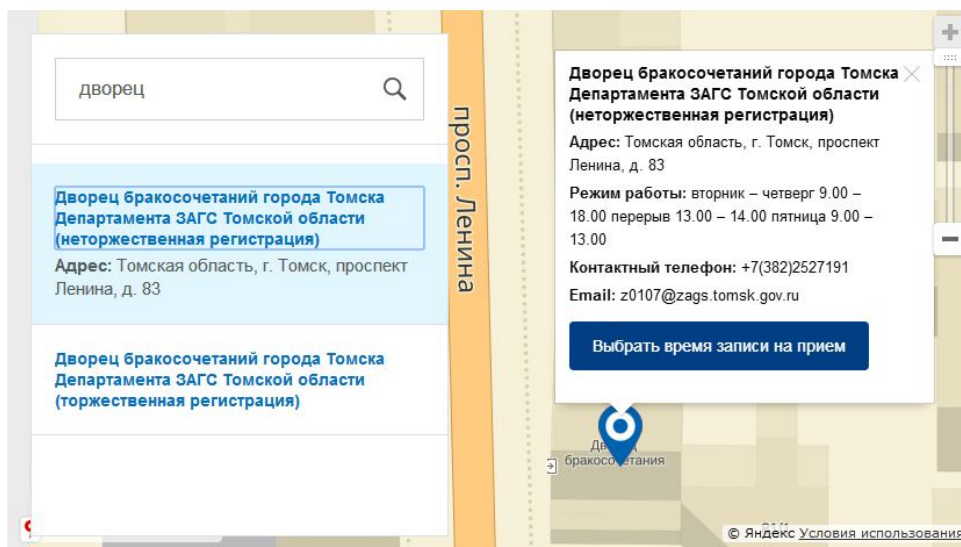 дворец
Дворец бракосочетаний города Томска
Департамента ЗАГС Томской области
(неторжественная регистрация)
Адрес: Томская область, г. Томск, проспект
Ленина, д. 83
Дворец бракосочетаний города Томска
Департамента ЗАГС Томской области
(торжественная регистрация)
просп. Ленина
Дворец бракосочетаний города Томска
Департамента ЗАГС Томской области
(неторжественная регистрация)
Адрес: Томская область, г. Томск, проспект
Ленина, д. 83
Режим работы: вторник – четверг 9.00 –
18.00 перерыв 13.00 – 14.00 пятница 9.00 –
13.00
Контактный телефон: +7(382)2527191
Email: z0107@zags.tomsk.gov.ru
Выбрать время записи на прием
© Яндекс Условия использования